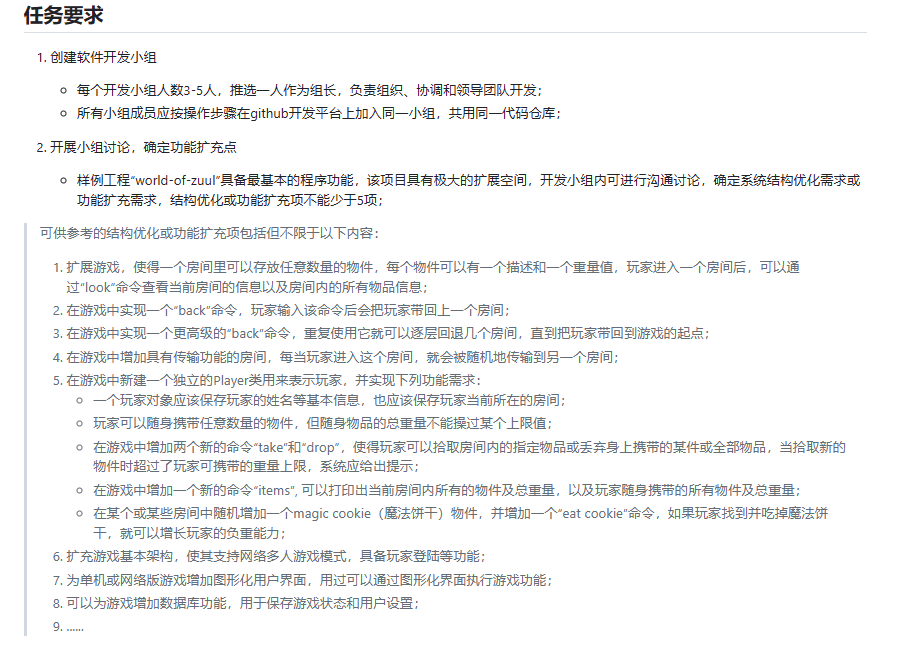 任务要求
1. 创建软件开发小组
每个开发小组人数3-5人，推选一人作为组长，负责组织、协调和领导团队开发；
所有小组成员应按操作步骤在github开发平台上加入同一小组，共用同一代码仓库；
2. 开展小组讨论，确定功能扩充点
样例工程“world-of-zuul”具备最基本的程序功能，该项目具有极大的扩展空间，开发小组内可进行沟通讨论，确定系统结构优化需求或
功能扩充需求，结构优化或功能扩充项不能少于5项；
可供参考的结构优化或功能扩充项包括但不限于以下内容：
1. 扩展游戏，使得一个房间里可以存放任意数量的物件，每个物件可以有一个描述和一个重量值，玩家进入一个房间后，可以通
过“look”命令查看当前房间的信息以及房间内的所有物品信息；
2. 在游戏中实现一个“back”命令，玩家输入该命令后会把玩家带回上一个房间；
3. 在游戏中实现一个更高级的“back”命令，重复使用它就可以逐层回退几个房间，直到把玩家带回到游戏的起点；
4. 在游戏中增加具有传输功能的房间，每当玩家进入这个房间，就会被随机地传输到另一个房间；
5. 在游戏中新建一个独立的Player类用来表示玩家，并实现下列功能需求：
一个玩家对象应该保存玩家的姓名等基本信息，也应该保存玩家当前所在的房间；
玩家可以随身携带任意数量的物件，但随身物品的总重量不能操过某个上限值；
在游戏中增加两个新的命令“take”和“drop”，使得玩家可以拾取房间内的指定物品或丢弃身上携带的某件或全部物品，当拾取新的
物件时超过了玩家可携带的重量上限，系统应给出提示；
在游戏中增加一个新的命令“items”, 可以打印出当前房间内所有的物件及总重量，以及玩家随身携带的所有物件及总重量；
在某个或某些房间中随机增加一个magic cookie（魔法饼干）物件，并增加一个“eat cookie”命令，如果玩家找到并吃掉魔法饼
干，就可以增长玩家的负重能力；
6. 扩充游戏基本架构，使其支持网络多人游戏模式，具备玩家登陆等功能；
7. 为单机或网络版游戏增加图形化用户界面，用过可以通过图形化界面执行游戏功能；
8. 可以为游戏增加数据库功能，用于保存游戏状态和用户设置；
9. ......